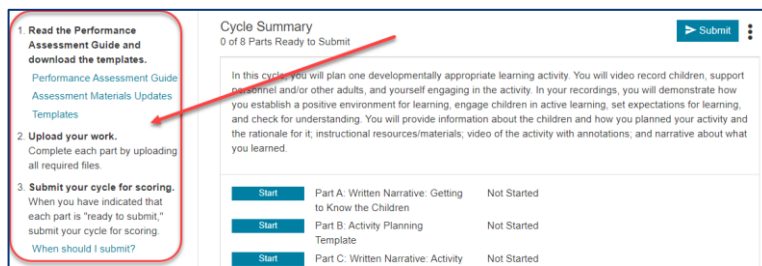 1. Read the Performance
Assessment Guide and
download the templates.
Performance Assessment Guide
Assessment Materials Updates
Templates
2. Upload your work.
Complete each part by uploading
all required files.
3. Submit your cycle for scoring.
When you have indicated that
each part is "ready to submit,"
submit your cycle for scoring.
When should I submit?
Cycle Summary
0 of 8 Parts Ready to Submit
Submit
In this cycle, you will plan one developmentally appropriate learning activity. You will video record children, support
personnel and/or other adults, and yourself engaging in the activity. In your recordings, you will demonstrate how
you establish a positive environment for learning, engage children in active learning, set expectations for learning,
and check for understanding. You will provide information about the children and how you planned your activity and
the rationale for it; instructional resources/materials; video of the activity with annotations; and narrative about what
you learned.
Start Part A: Written Narrative: Getting Not Started
to Know the Children
Start Part B: Activity Planning Not Started
Template
Start Part C: Written Narrative: Activity Not Started